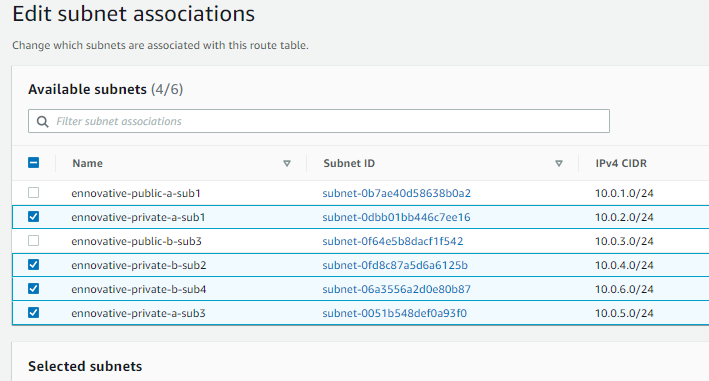 Edit subnet associations
Change which subnets are associated with this route table.
Available subnets (4/6)
Filter subnet associations
Name Subnet ID IPv4 CIDR
ennovative-public-a-sub1 subnet-0b7ae40d58638b0a2 10.0.1.0/24
ennovative-private-a-sub1 subnet-0dbb01bb446c7ee16 10.0.2.0/24
ennovative-public-b-sub3 subnet-0f64e5b8dacf1f542 10.0.3.0/24
ennovative-private-b-sub2 subnet-0fd8c87a5d6a6125b 10.0.4.0/24
ennovative-private-b-sub4 subnet-06a3556a2d0e80b87 10.0.6.0/24
ennovative-private-a-sub3 subnet-0051b548def0a93f0 10.0.5.0/24
Selected subnets